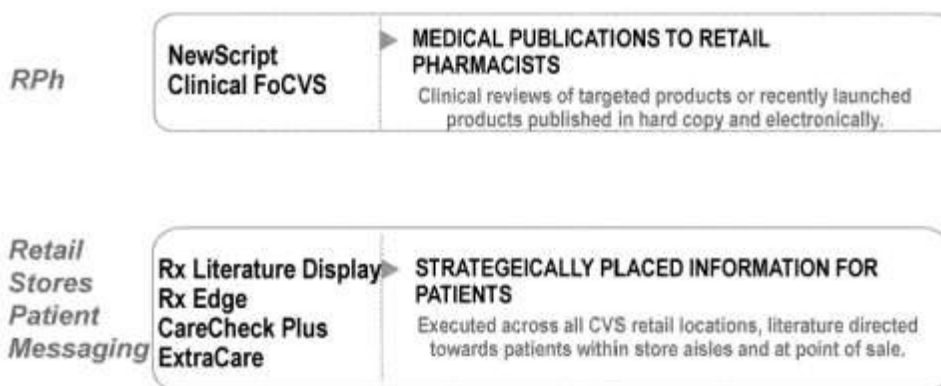 RPh
NewScript
Clinical FoCVS
MEDICAL PUBLICATIONS TO RETAIL
PHARMACISTS
Clinical reviews of targeted products or recently launched
products published in hard copy and electronically.
Retail
Stores
Patient
Messaging
Rx Literature Display
Rx Edge
CareCheck Plus
ExtraCare
STRATEGEICALLY PLACED INFORMATION FOR
PATIENTS
Executed across all CVS retail locations, literature directed
towards patients within store aisles and at point of sale.